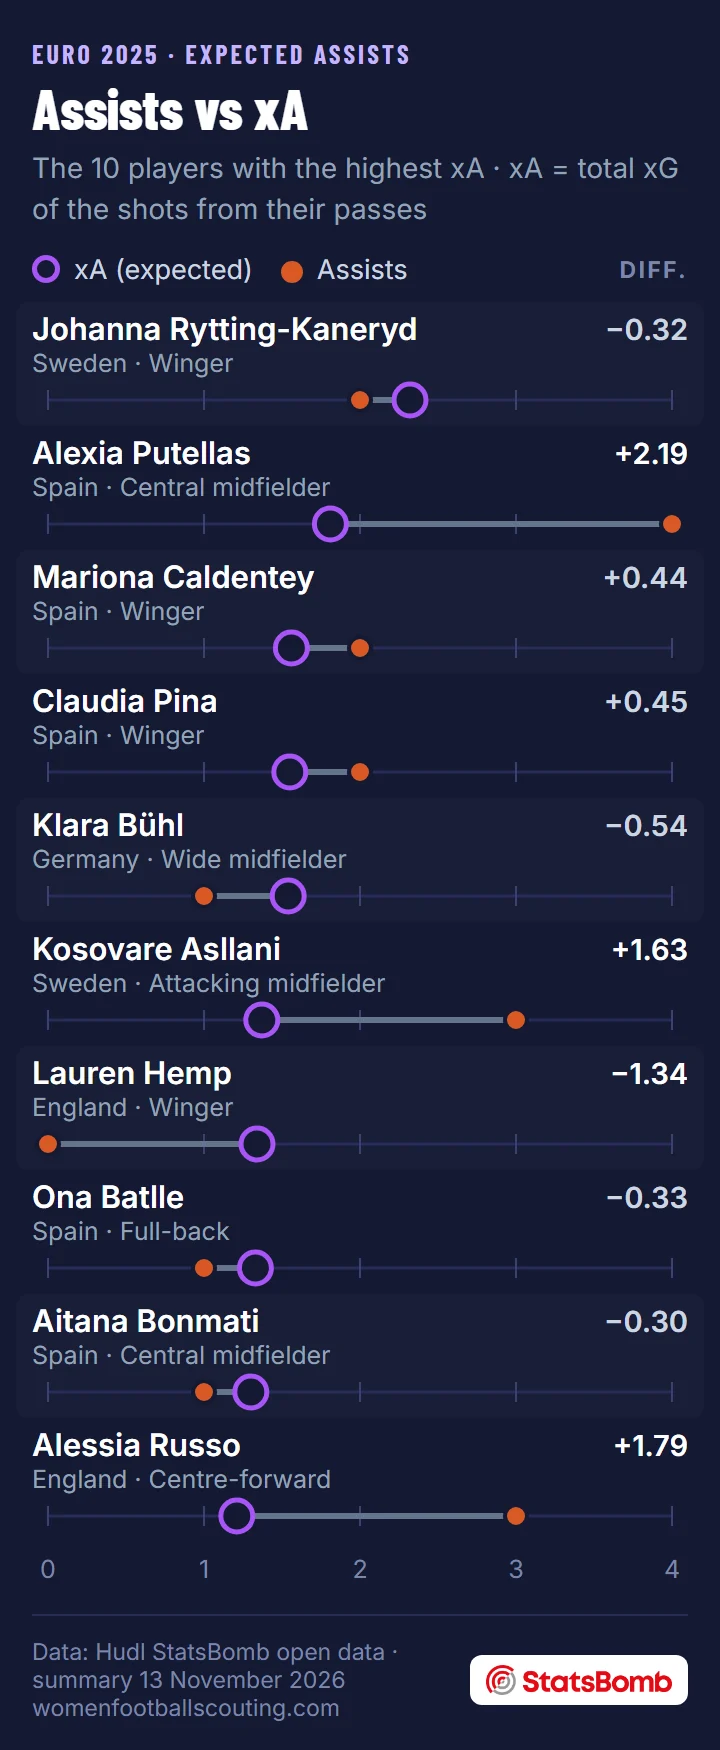 EURO 2025 · EXPECTED ASSISTS
Assists vs xA
The 10 players with the highest xA · xA = total xG
of the shots from their passes
xA (expected) Assists DIFF.
Johanna Rytting-Kaneryd −0.32
Sweden · Winger
Alexia Putellas +2.19
Spain · Central midfielder
Mariona Caldentey +0.44
Spain · Winger
Claudia Pina +0.45
Spain · Winger
Klara Bühl −0.54
Germany · Wide midfielder
Kosovare Asllani +1.63
Sweden · Attacking midfielder
Lauren Hemp −1.34
England · Winger
Ona Batlle −0.33
Spain · Full-back
Aitana Bonmati −0.30
Spain · Central midfielder
Alessia Russo +1.79
England · Centre-forward
0 1 2 3 4
Data: Hudl StatsBomb open data ·
summary 13 November 2026
womenfootballscouting.com
StatsBomb